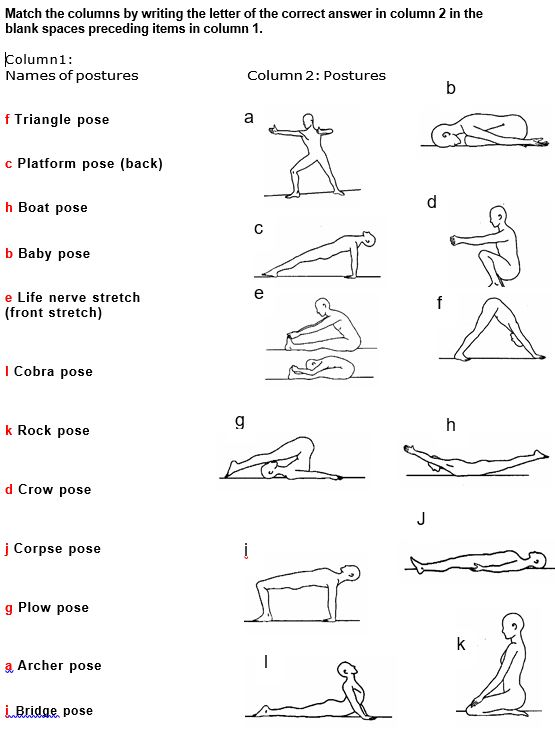 Match the columns by writing the letter of the correct answer in column 2 in the
blank spaces preceding items in column 1.
Column1:
Names of postures
f Triangle pose
c Platform pose (back)
h Boat pose
b Baby pose
e Life nerve stretch
(front stretch)
l Cobra pose
k Rock pose
d Crow pose
j Corpse pose
g Plow pose
a Archer pose
i Bridge pose
Column 2: Postures
a
b
c
d
e
f
g
h
i
J
l
k